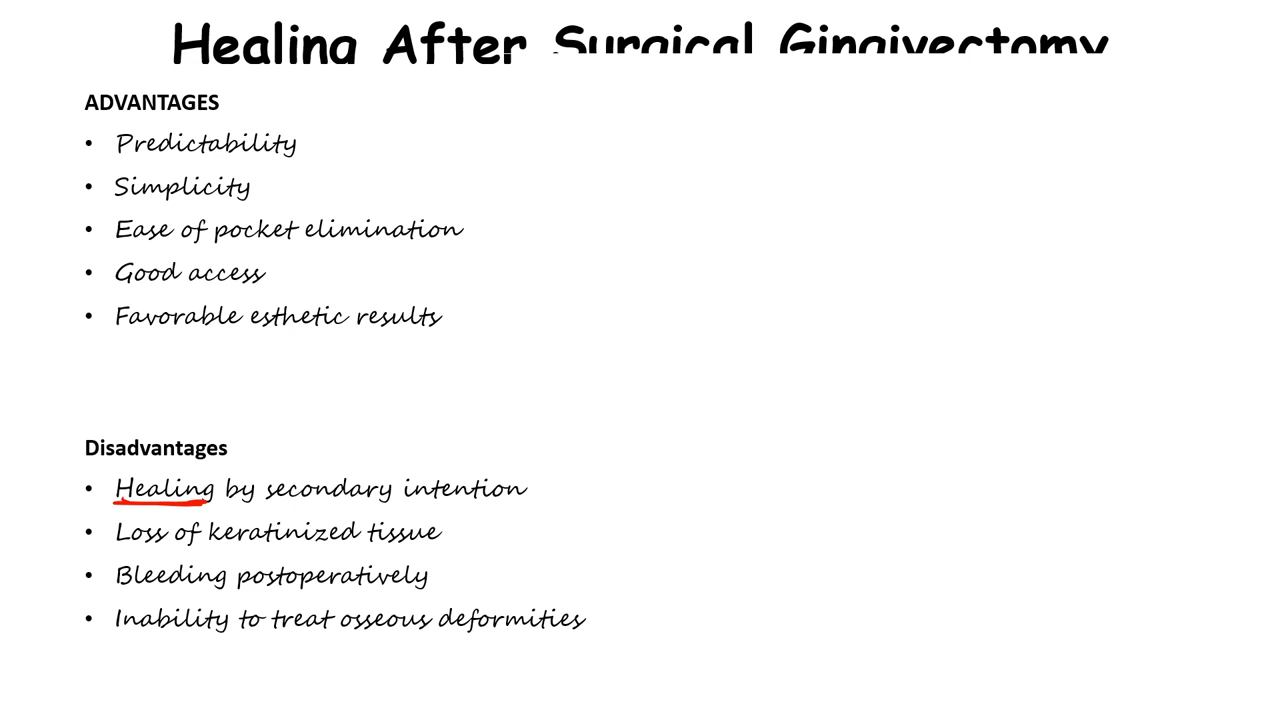 Healing After Surgical Gingivectomy
ADVANTAGES
• Predictability
• Simplicity
• Ease of pocket elimination
• Good access
• Favorable esthetic results
Disadvantages
• Healing by secondary intention
• Loss of keratinized tissue
• Bleeding postoperatively
• Inability to treat osseous deformities